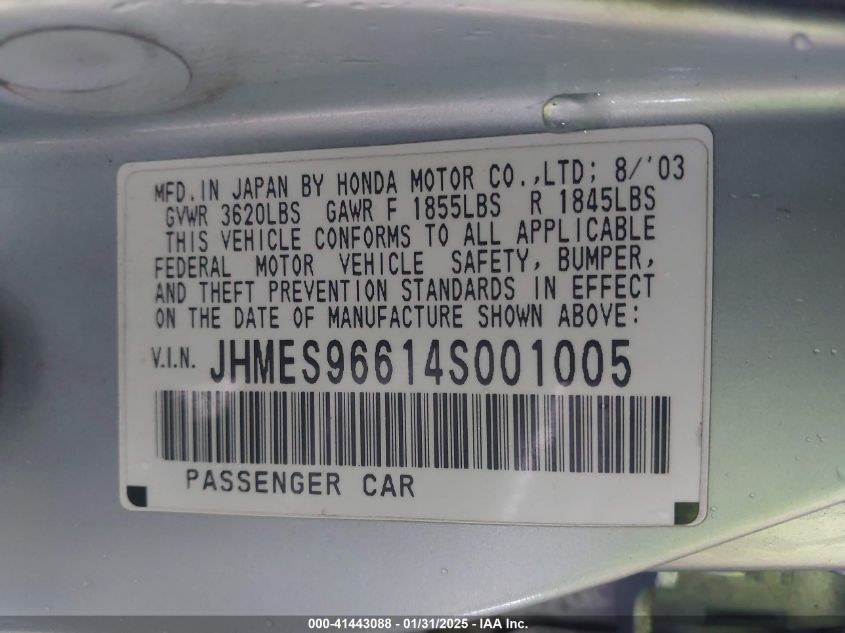 MFD. IN JAPAN BY HONDA MOTOR CO.,LTD; 8/'03
GVWR 3620LBS GAWR F 1855LBS R 1845LBS
THIS VEHICLE CONFORMS TO ALL APPLICABLE
FEDERAL MOTOR VEHICLE SAFETY, BUMPER,
AND THEFT PREVENTION STANDARDS IN EFFECT
ON THE DATE OF MANUFACTURE SHOWN ABOVE:
V.I.N. JHMES96614S001005
PASSENGER CAR
000-41443088 - 01/31/2025 - IAA Inc.